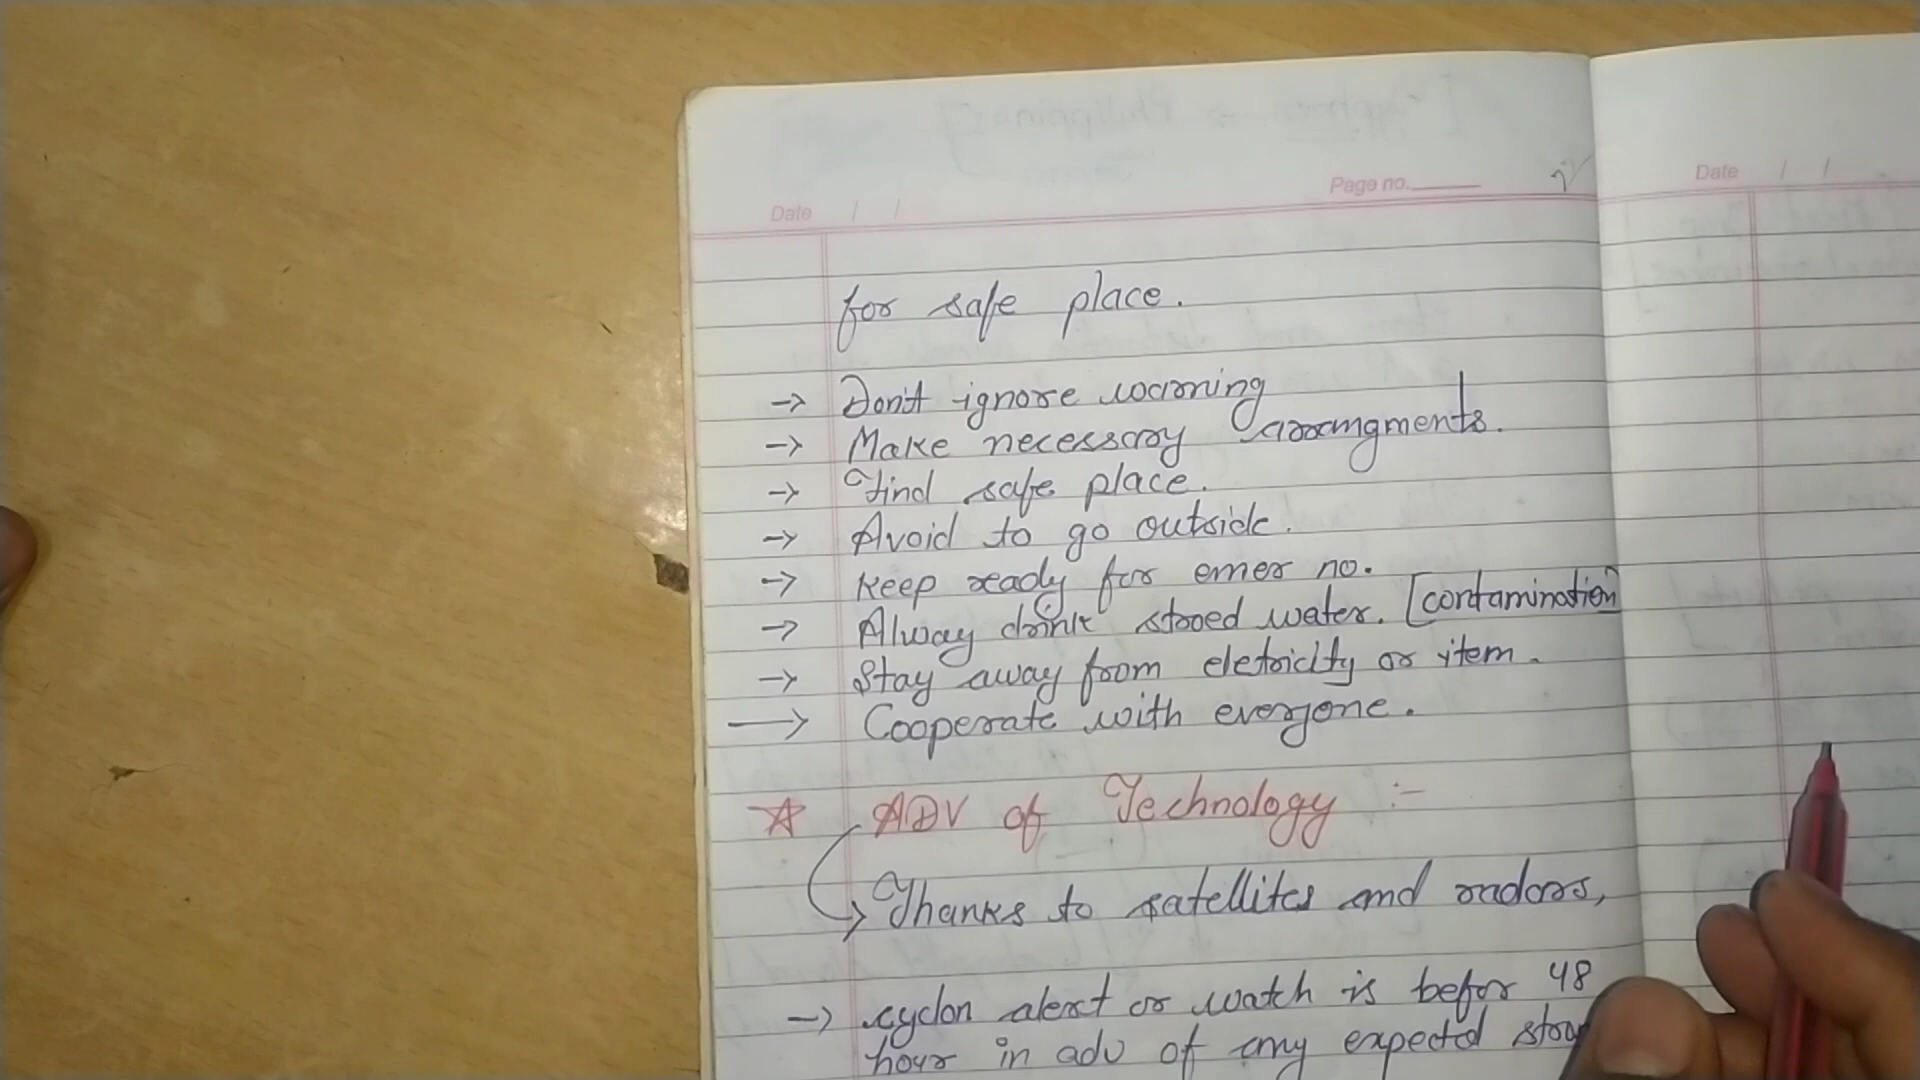 Page no.
Date / /
Date / /
for safe place.
→ Don't ignore warning
→ Make necessary arrangments.
→ Find safe place.
→ Avoid to go outside.
→ Keep ready for emer no.
→ Alway drink stroed water. [contamination]
→ Stay away from eletricity or item.
→ Cooperate with everyone.
☆ ADV of Technology :-
→ Thanks to satellites and radars,
→ cyclon alert or watch is befor 48
hour in adv of any expected